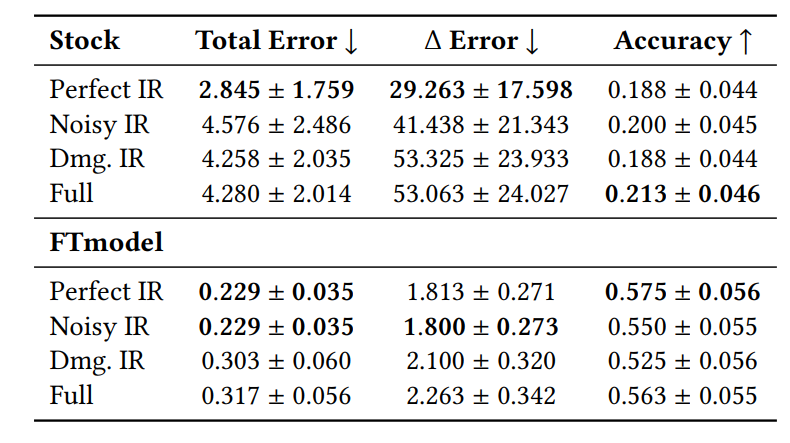 Stock Total Error ↓ Δ Error ↓ Accuracy ↑
Perfect IR 2.845 ± 1.759 29.263 ± 17.598 0.188 ± 0.044
Noisy IR 4.576 ± 2.486 41.438 ± 21.343 0.200 ± 0.045
Dmg. IR 4.258 ± 2.035 53.325 ± 23.933 0.188 ± 0.044
Full 4.280 ± 2.014 53.063 ± 24.027 0.213 ± 0.046
FTmodel
Perfect IR 0.229 ± 0.035 1.813 ± 0.271 0.575 ± 0.056
Noisy IR 0.229 ± 0.035 1.800 ± 0.273 0.550 ± 0.055
Dmg. IR 0.303 ± 0.060 2.100 ± 0.320 0.525 ± 0.056
Full 0.317 ± 0.056 2.263 ± 0.342 0.563 ± 0.055